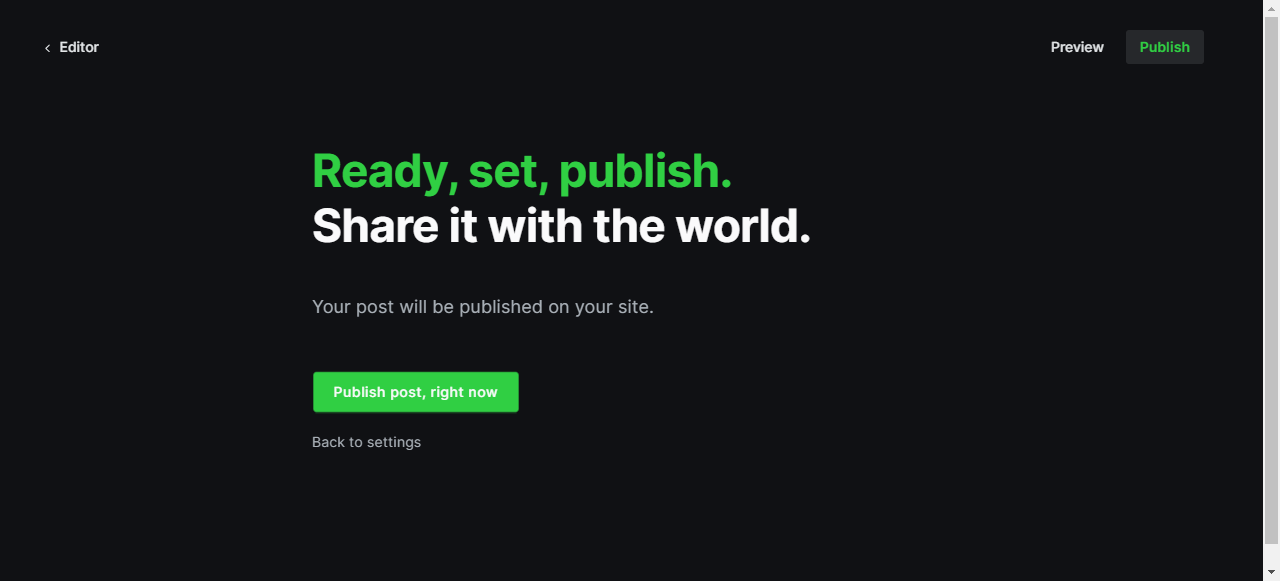 Editor
Preview
Publish
Ready, set, publish.
Share it with the world.
Your post will be published on your site.
Publish post, right now
Back to settings